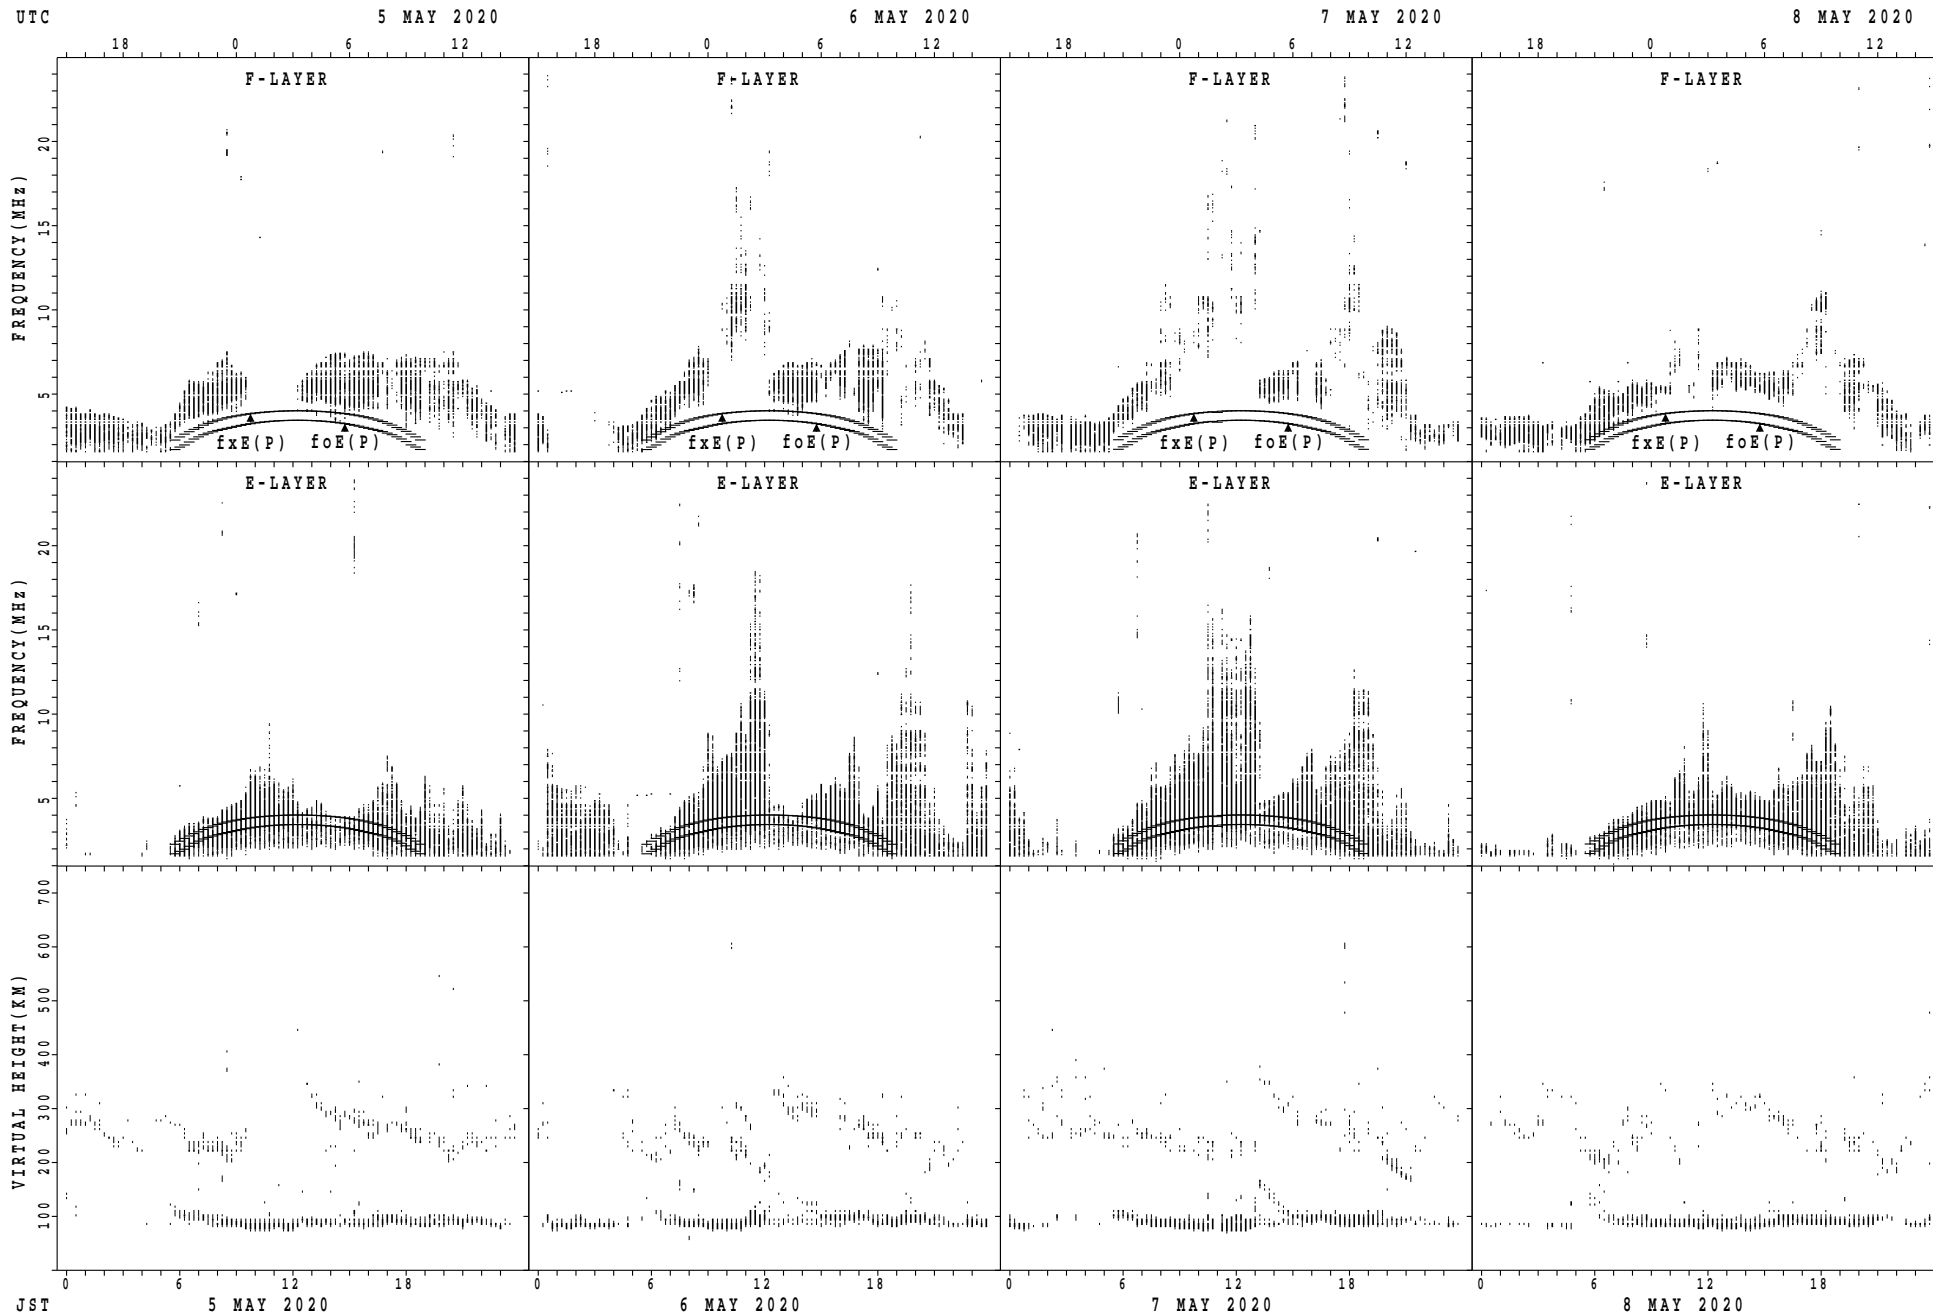 UTC 5 MAY 2020 6 MAY 2020 7 MAY 2020 8 MAY 2020
18 0 6 12 18 0 6 12 18 0 6 12 18 0 6 12
F-LAYER F-LAYER F-LAYER F-LAYER
FREQUENCY(MHz)
20
15
10
5
fxE(P) foE(P) fxE(P) foE(P) fxE(P) foE(P) fxE(P) foE(P)
E-LAYER E-LAYER E-LAYER E-LAYER
FREQUENCY(MHz)
20
15
10
5
VIRTUAL HEIGHT(KM)
700
600
500
400
300
200
100
0 6 12 18 0 6 12 18 0 6 12 18 0 6 12 18
JST 5 MAY 2020 6 MAY 2020 7 MAY 2020 8 MAY 2020